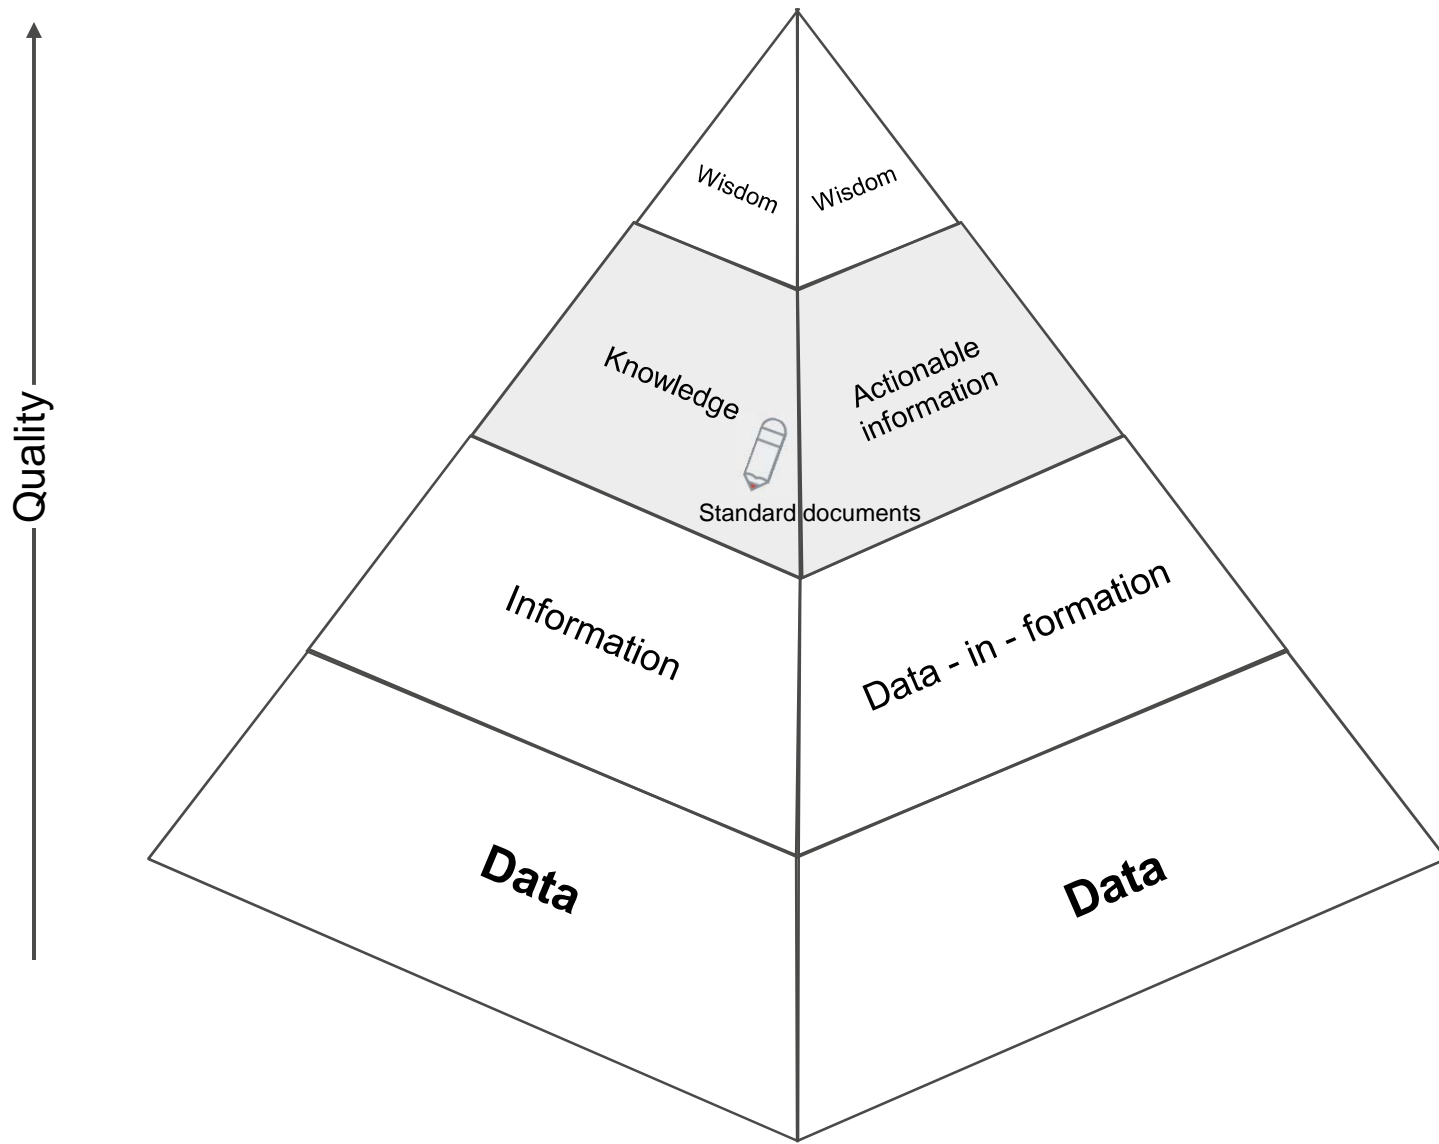 Wisdom
Wisdom
Knowledge
Actionable
information
Standard documents
Quality
Information
Data - in - formation
Data
Data